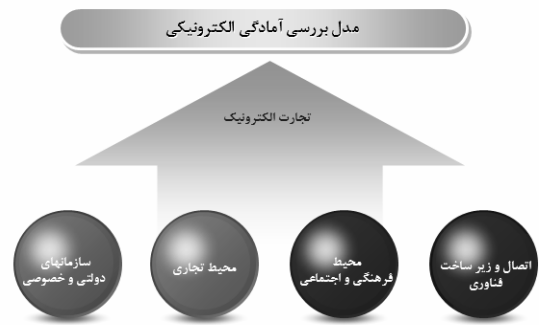 مدل بررسی آمادگی الکترونیکی
تجارت الکترونیک
اتصال و زیر ساخت
فناوری
محیط
فرهنگی و اجتماعی
محیط تجاری
سازمانهای
دولتی و خصوصی